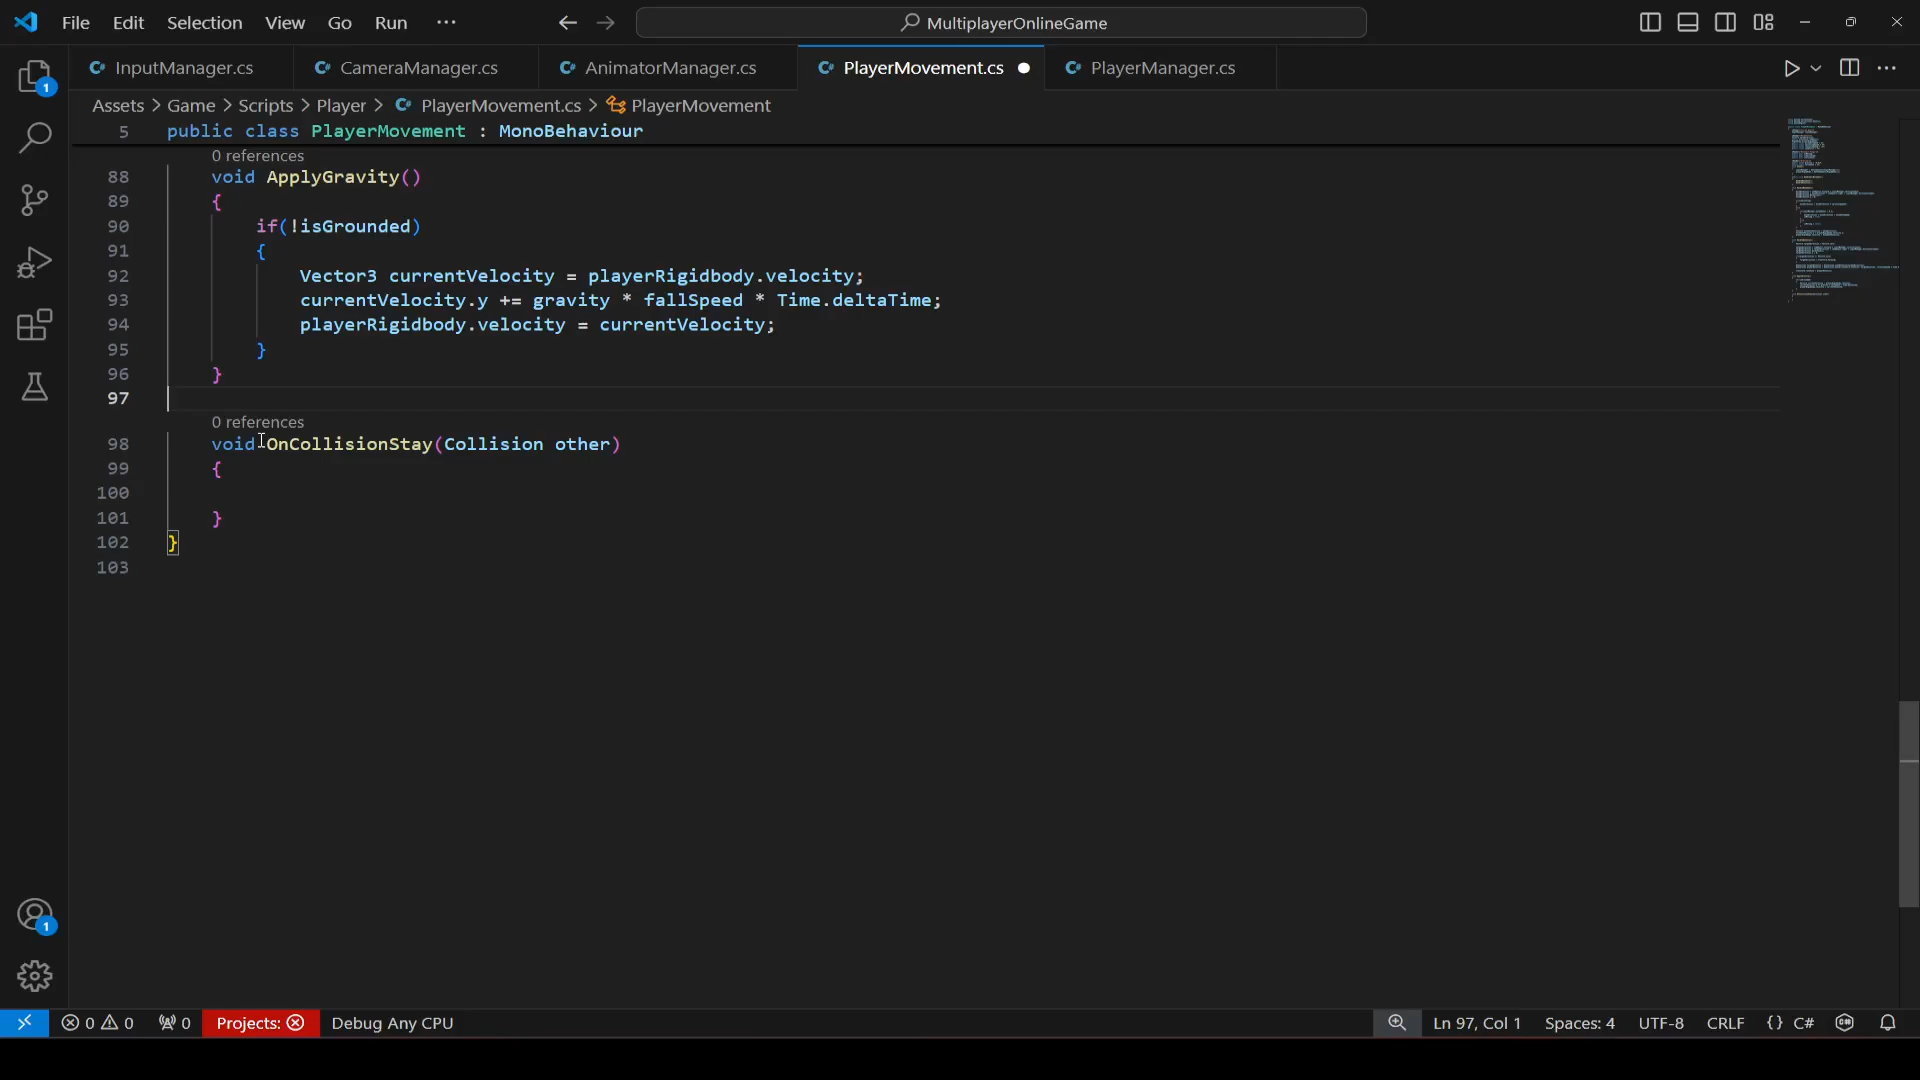 File Edit Selection View Go Run ··· MultiplayerOnlineGame
InputManager.cs CameraManager.cs AnimatorManager.cs PlayerMovement.cs PlayerManager.cs
1
Assets > Game > Scripts > Player > PlayerMovement.cs > PlayerMovement
5 public class PlayerMovement : MonoBehaviour
0 references
88 void ApplyGravity()
89 {
90 if(!isGrounded)
91 {
92 Vector3 currentVelocity = playerRigidbody.velocity;
93 currentVelocity.y += gravity * fallSpeed * Time.deltaTime;
94 playerRigidbody.velocity = currentVelocity;
95 }
96 }
97
0 references
98 void OnCollisionStay(Collision other)
99 {
100
101 }
102 }
103
1
0 0 0 Projects: Debug Any CPU Ln 97, Col 1 Spaces: 4 UTF-8 CRLF {} C#